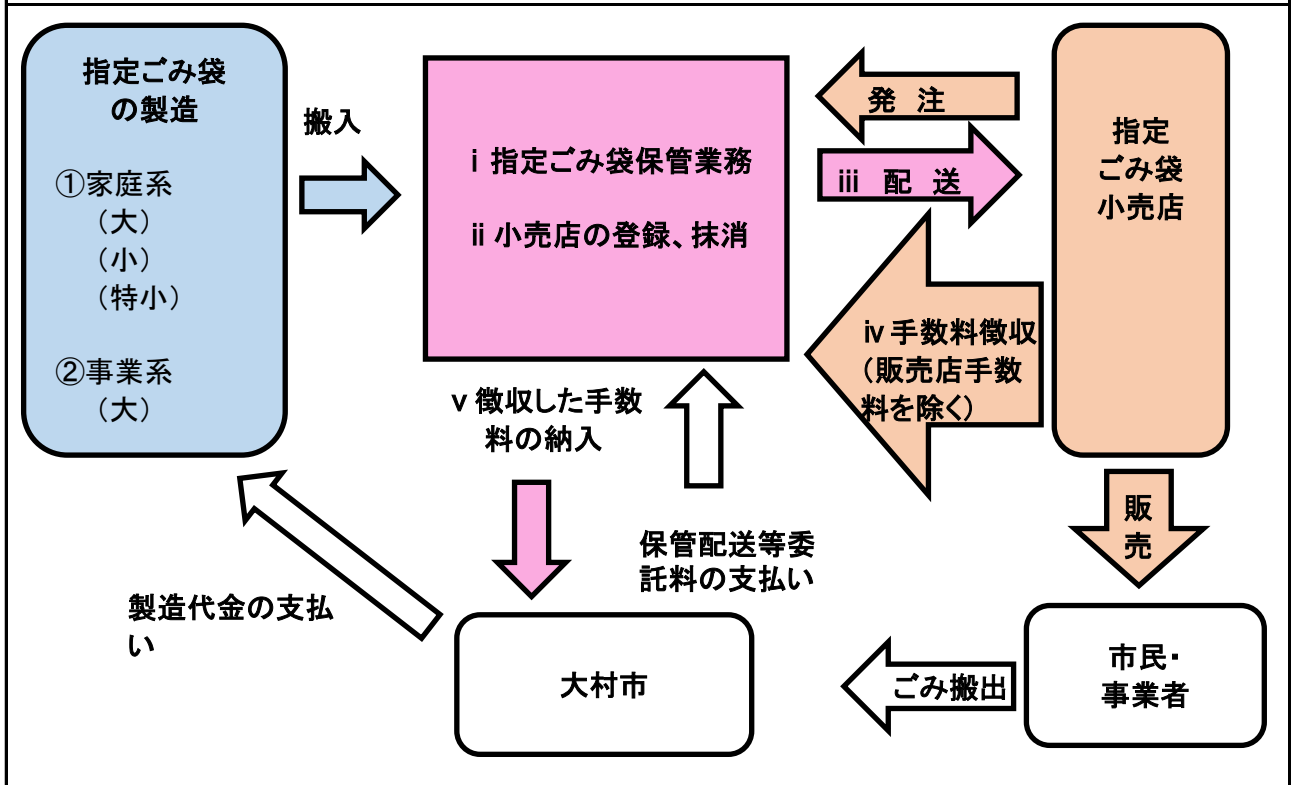 指定ごみ袋
の製造
①家庭系
（大）
（小）
（特小）
②事業系
（大）
搬入
ⅰ 指定ごみ袋保管業務
ⅱ 小売店の登録、抹消
発 注
ⅲ 配 送
指定
ごみ袋
小売店
ⅳ 手数料徴収
（販売店手数
料を除く）
ⅴ 徴収した手数
料の納入
保管配送等委
託料の支払い
販
売
製造代金の支払
い
大村市
ごみ搬出
市民・
事業者